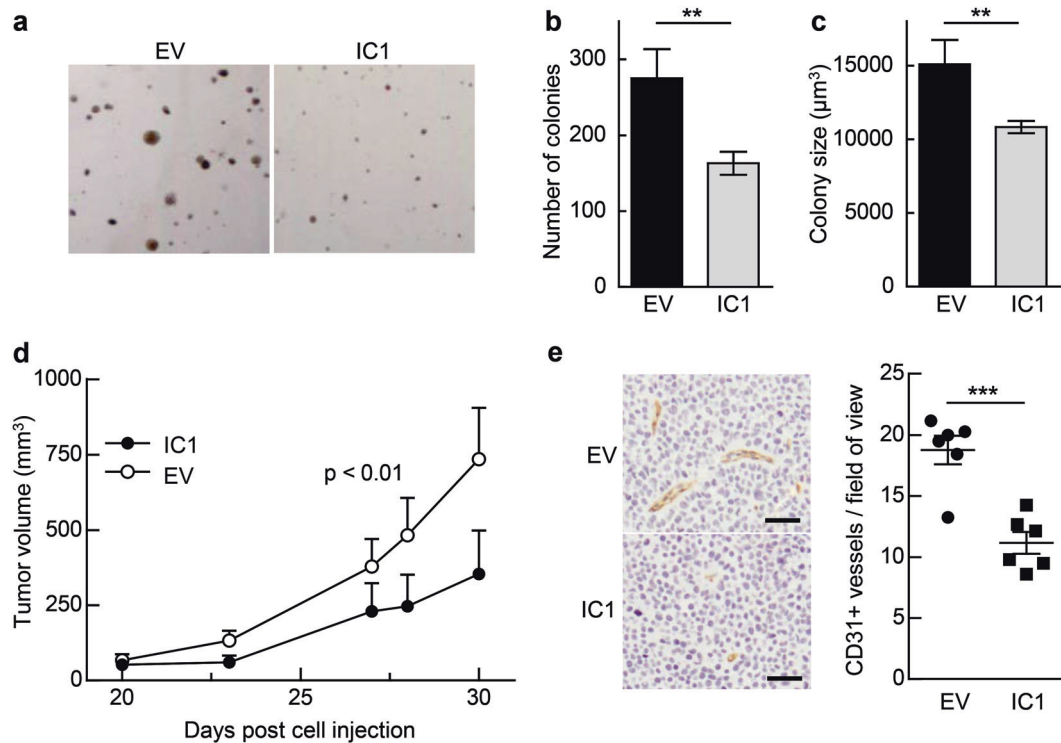 a
EV
IC1
b
**
Number of colonies
300
200
100
0
EV
IC1
c
**
Colony size (µm³)
15000
10000
5000
0
EV
IC1
d
Tumor volume (mm³)
1000
750
500
250
0
IC1
EV
p < 0.01
20
25
30
Days post cell injection
e
EV
IC1
CD31+ vessels / field of view
25
20
15
10
5
0
***
EV
IC1